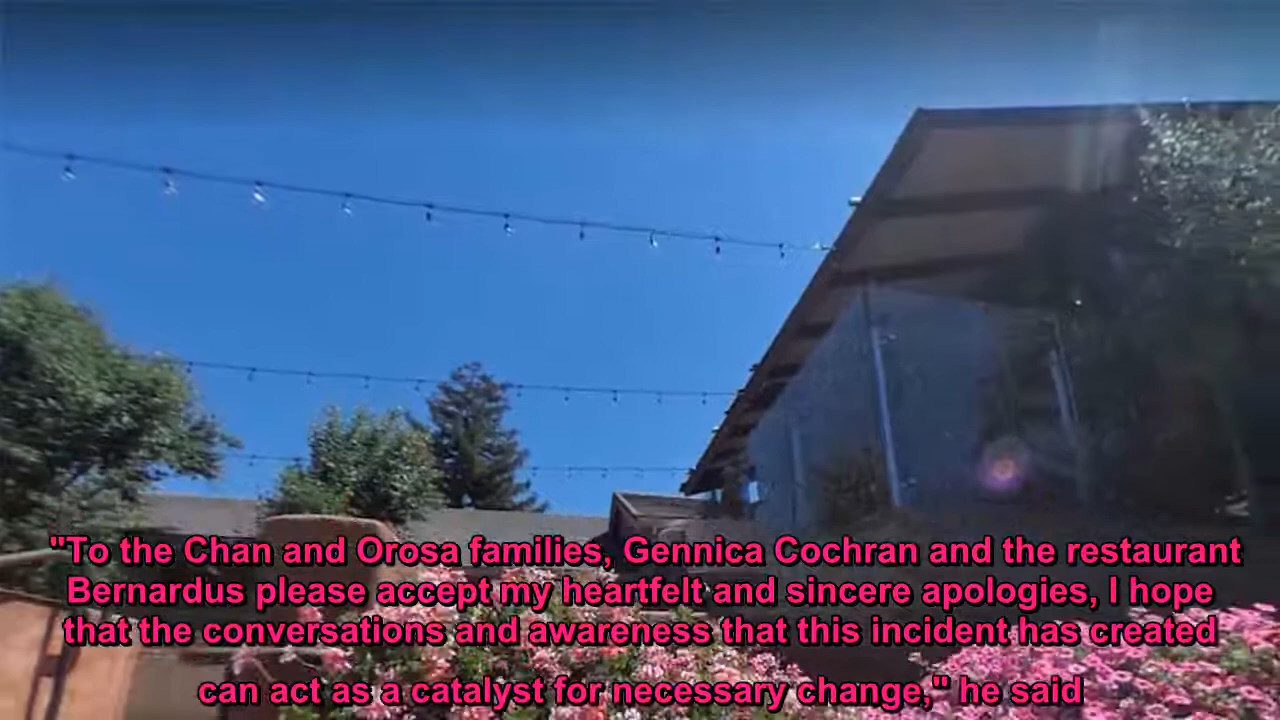 "To the Chan and Orosa families, Gennica Cochran and the restaurant
Bernardus please accept my heartfelt and sincere apologies, I hope
that the conversations and awareness that this incident has created
can act as a catalyst for necessary change," he said